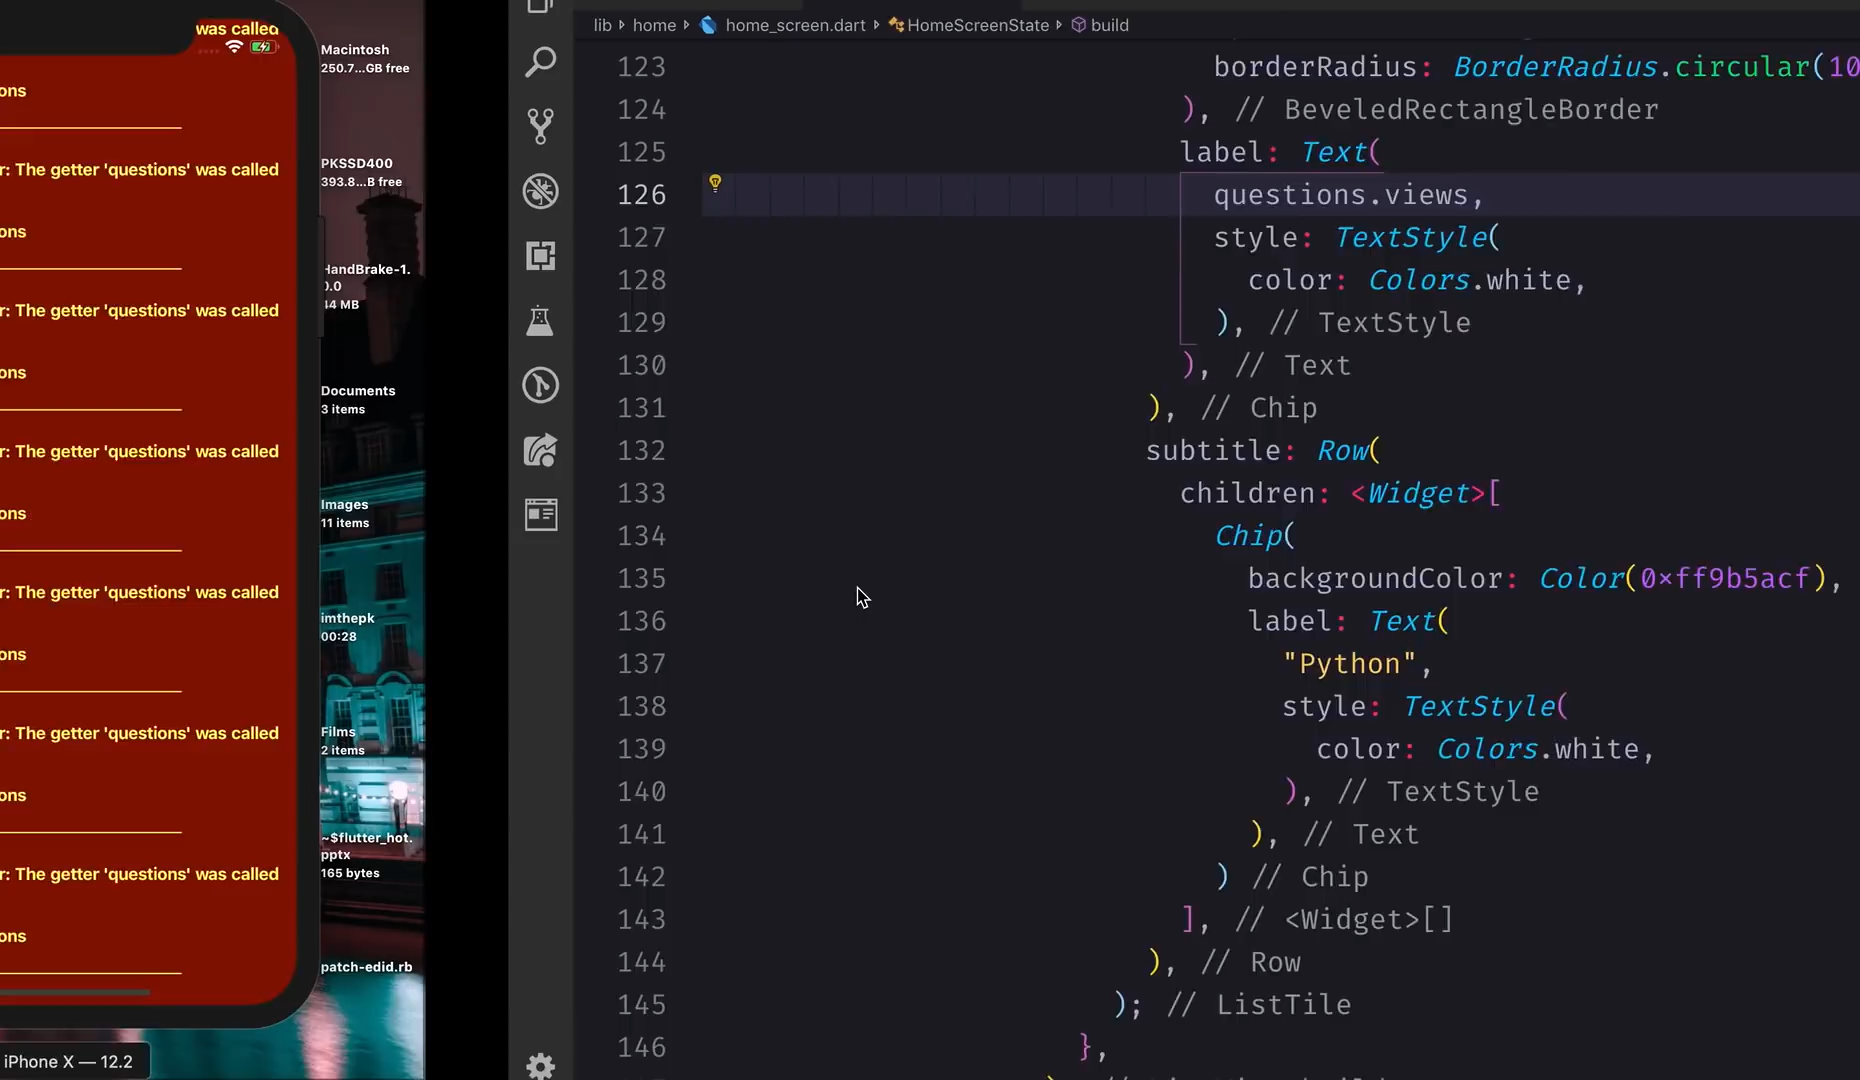 was called
ons
r: The getter 'questions' was called
ons
r: The getter 'questions' was called
ons
r: The getter 'questions' was called
ons
r: The getter 'questions' was called
ons
r: The getter 'questions' was called
ons
r: The getter 'questions' was called
ons
iPhone X — 12.2
Macintosh
250.7...GB free
PKSSD400
393.8...B free
HandBrake-1.
0.0
44 MB
Documents
3 items
Images
11 items
imthepk
00:28
Films
2 items
~$flutter_hot.
pptx
165 bytes
patch-edid.rb
lib home home_screen.dart HomeScreenState build
123 borderRadius: BorderRadius.circular(10
124 ), // BeveledRectangleBorder
125 label: Text(
126 questions.views,
127 style: TextStyle(
128 color: Colors.white,
129 ), // TextStyle
130 ), // Text
131 ), // Chip
132 subtitle: Row(
133 children: <Widget>[
134 Chip(
135 backgroundColor: Color(0xff9b5acf),
136 label: Text(
137 "Python",
138 style: TextStyle(
139 color: Colors.white,
140 ), // TextStyle
141 ), // Text
142 ) // Chip
143 ], // <Widget>[]
144 ), // Row
145 ); // ListTile
146 },